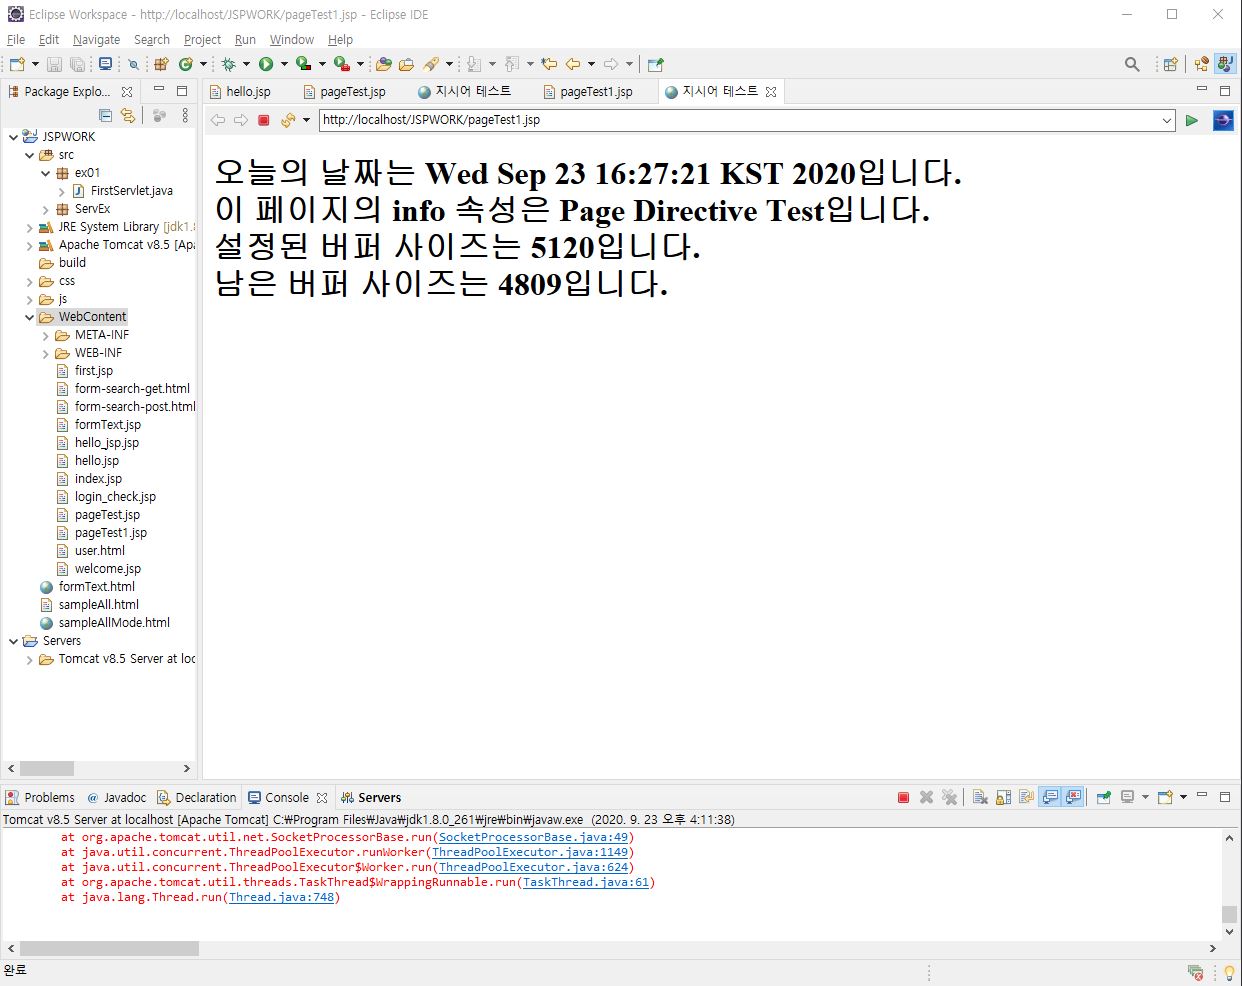 Eclipse Workspace - http://localhost/JSPWORK/pageTest1.jsp - Eclipse IDE
File Edit Navigate Search Project Run Window Help
Package Explo...
hello.jsp pageTest.jsp 지시어 테스트 pageTest1.jsp 지시어 테스트
http://localhost/JSPWORK/pageTest1.jsp
JSPWORK
src
ex01
FirstServlet.java
ServEx
JRE System Library [jdk1.8
Apache Tomcat v8.5 [Apa
build
css
js
WebContent
META-INF
WEB-INF
first.jsp
form-search-get.html
form-search-post.html
formText.jsp
hello_jsp.jsp
hello.jsp
index.jsp
login_check.jsp
pageTest.jsp
pageTest1.jsp
user.html
welcome.jsp
formText.html
sampleAll.html
sampleAllMode.html
Servers
Tomcat v8.5 Server at loc
오늘의 날짜는 Wed Sep 23 16:27:21 KST 2020입니다.
이 페이지의 info 속성은 Page Directive Test입니다.
설정된 버퍼 사이즈는 5120입니다.
남은 버퍼 사이즈는 4809입니다.
Problems @ Javadoc Declaration Console Servers
Tomcat v8.5 Server at localhost [Apache Tomcat] C:₩Program Files₩Java₩jdk1.8.0_261₩jre₩bin₩javaw.exe (2020. 9. 23 오후 4:11:38)
at org.apache.tomcat.util.net.SocketProcessorBase.run(SocketProcessorBase.java:49)
at java.util.concurrent.ThreadPoolExecutor.runWorker(ThreadPoolExecutor.java:1149)
at java.util.concurrent.ThreadPoolExecutor$Worker.run(ThreadPoolExecutor.java:624)
at org.apache.tomcat.util.threads.TaskThread$WrappingRunnable.run(TaskThread.java:61)
at java.lang.Thread.run(Thread.java:748)
완료